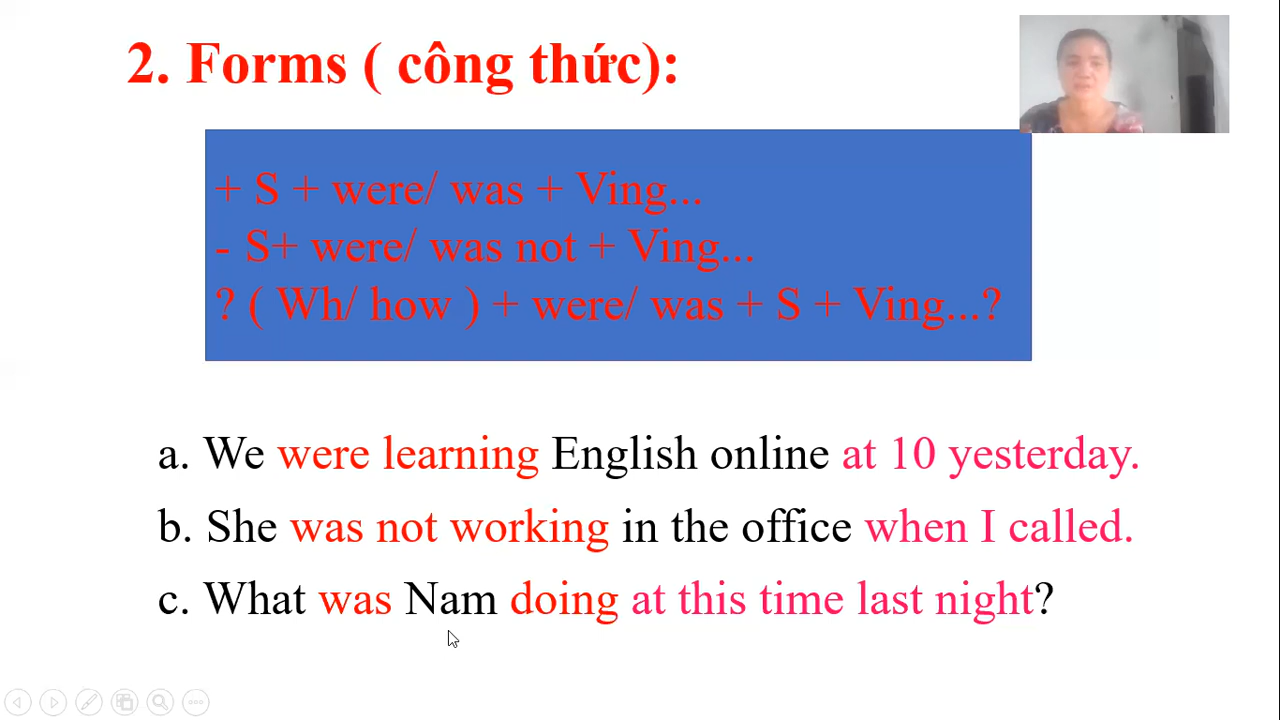 2. Forms ( công thức):
+ S + were/ was + Ving...
- S+ were/ was not + Ving...
? ( Wh/ how ) + were/ was + S + Ving...?
a. We were learning English online at 10 yesterday.
b. She was not working in the office when I called.
c. What was Nam doing at this time last night?